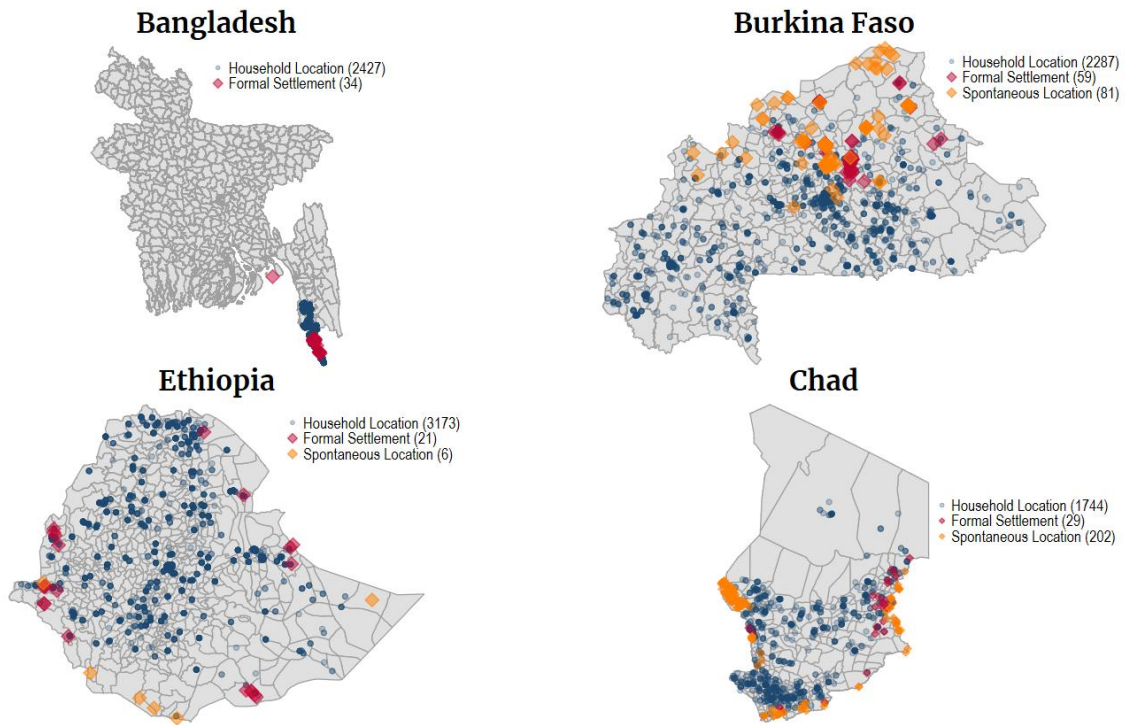 Bangladesh
Household Location (2427)
Formal Settlement (34)
Burkina Faso
Household Location (2287)
Formal Settlement (59)
Spontaneous Location (81)
Ethiopia
Household Location (3173)
Formal Settlement (21)
Spontaneous Location (6)
Chad
Household Location (1744)
Formal Settlement (29)
Spontaneous Location (202)